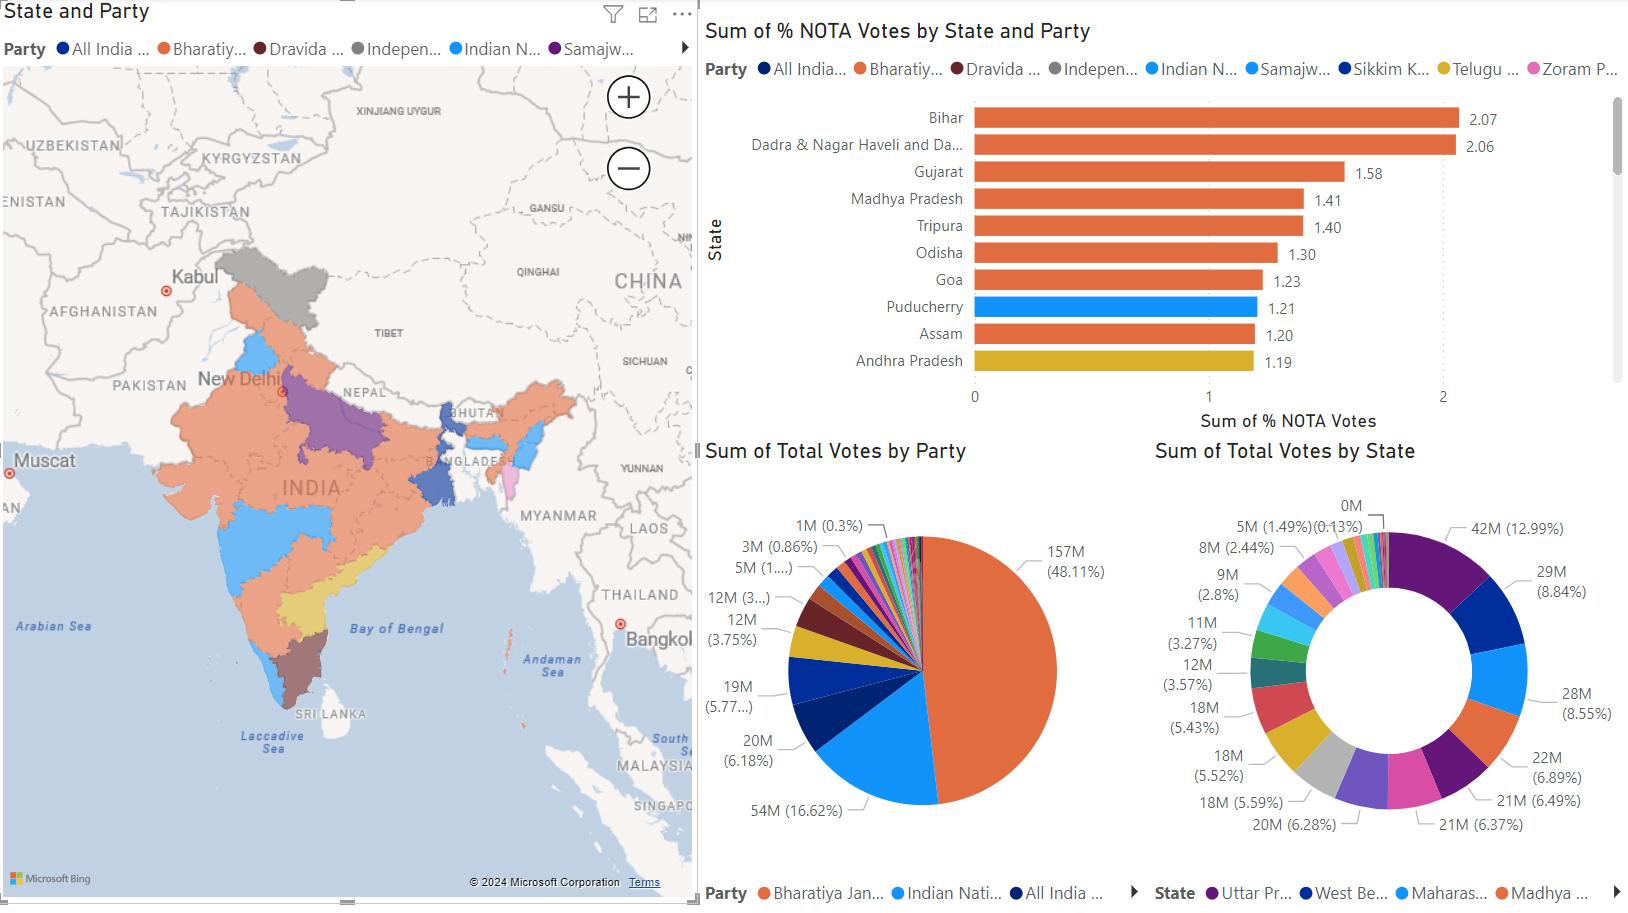 State and Party
Party All India ... Bharatiy... Dravida ... Indepen... Indian N... Samajw...
XINJIANG UYGUR
UZBEKISTAN
KYRGYZSTAN
ENISTAN
TAJIKISTAN
GANSU
NIN
QINGHAI
CHINA
Kabul
AFGHANISTAN
TIBET
SICHUAN
C
PAKISTAN
New Delhi
NEPAL
BHUTAN
BANGLADESH
Muscat
YUNNAN
INDIA
AN
MYANMAR
LAOS
THAILAND
Arabian Sea
Bay of Bengal
Bangkok
Andaman
Sea
SRI LANKA
Laccadive
Sea
South
Se
MALAYSIA
SINGAPO
Microsoft Bing
© 2024 Microsoft Corporation Terms
Sum of % NOTA Votes by State and Party
Party All India... Bharatiy... Dravida ... Indepen... Indian N... Samajw... Sikkim K... Telugu ... Zoram P...
State
Bihar 2.07
Dadra & Nagar Haveli and Da... 2.06
Gujarat 1.58
Madhya Pradesh 1.41
Tripura 1.40
Odisha 1.30
Goa 1.23
Puducherry 1.21
Assam 1.20
Andhra Pradesh 1.19
0 1 2
Sum of % NOTA Votes
Sum of Total Votes by Party
1M (0.3%)
3M (0.86%)
5M (1....)
12M (3...)
12M
(3.75%)
19M
(5.77...)
20M
(6.18%)
54M (16.62%)
157M
(48.11%)
Party Bharatiya Jan... Indian Nati... All India ...
Sum of Total Votes by State
0M
(0.13%)
5M (1.49%)
8M (2.44%)
9M
(2.8%)
11M
(3.27%)
12M
(3.57%)
18M
(5.43%)
18M
(5.52%)
18M (5.59%)
20M (6.28%)
21M (6.37%)
21M (6.49%)
22M
(6.89%)
28M
(8.55%)
29M
(8.84%)
42M (12.99%)
State Uttar Pr... West Be... Maharas... Madhya ...